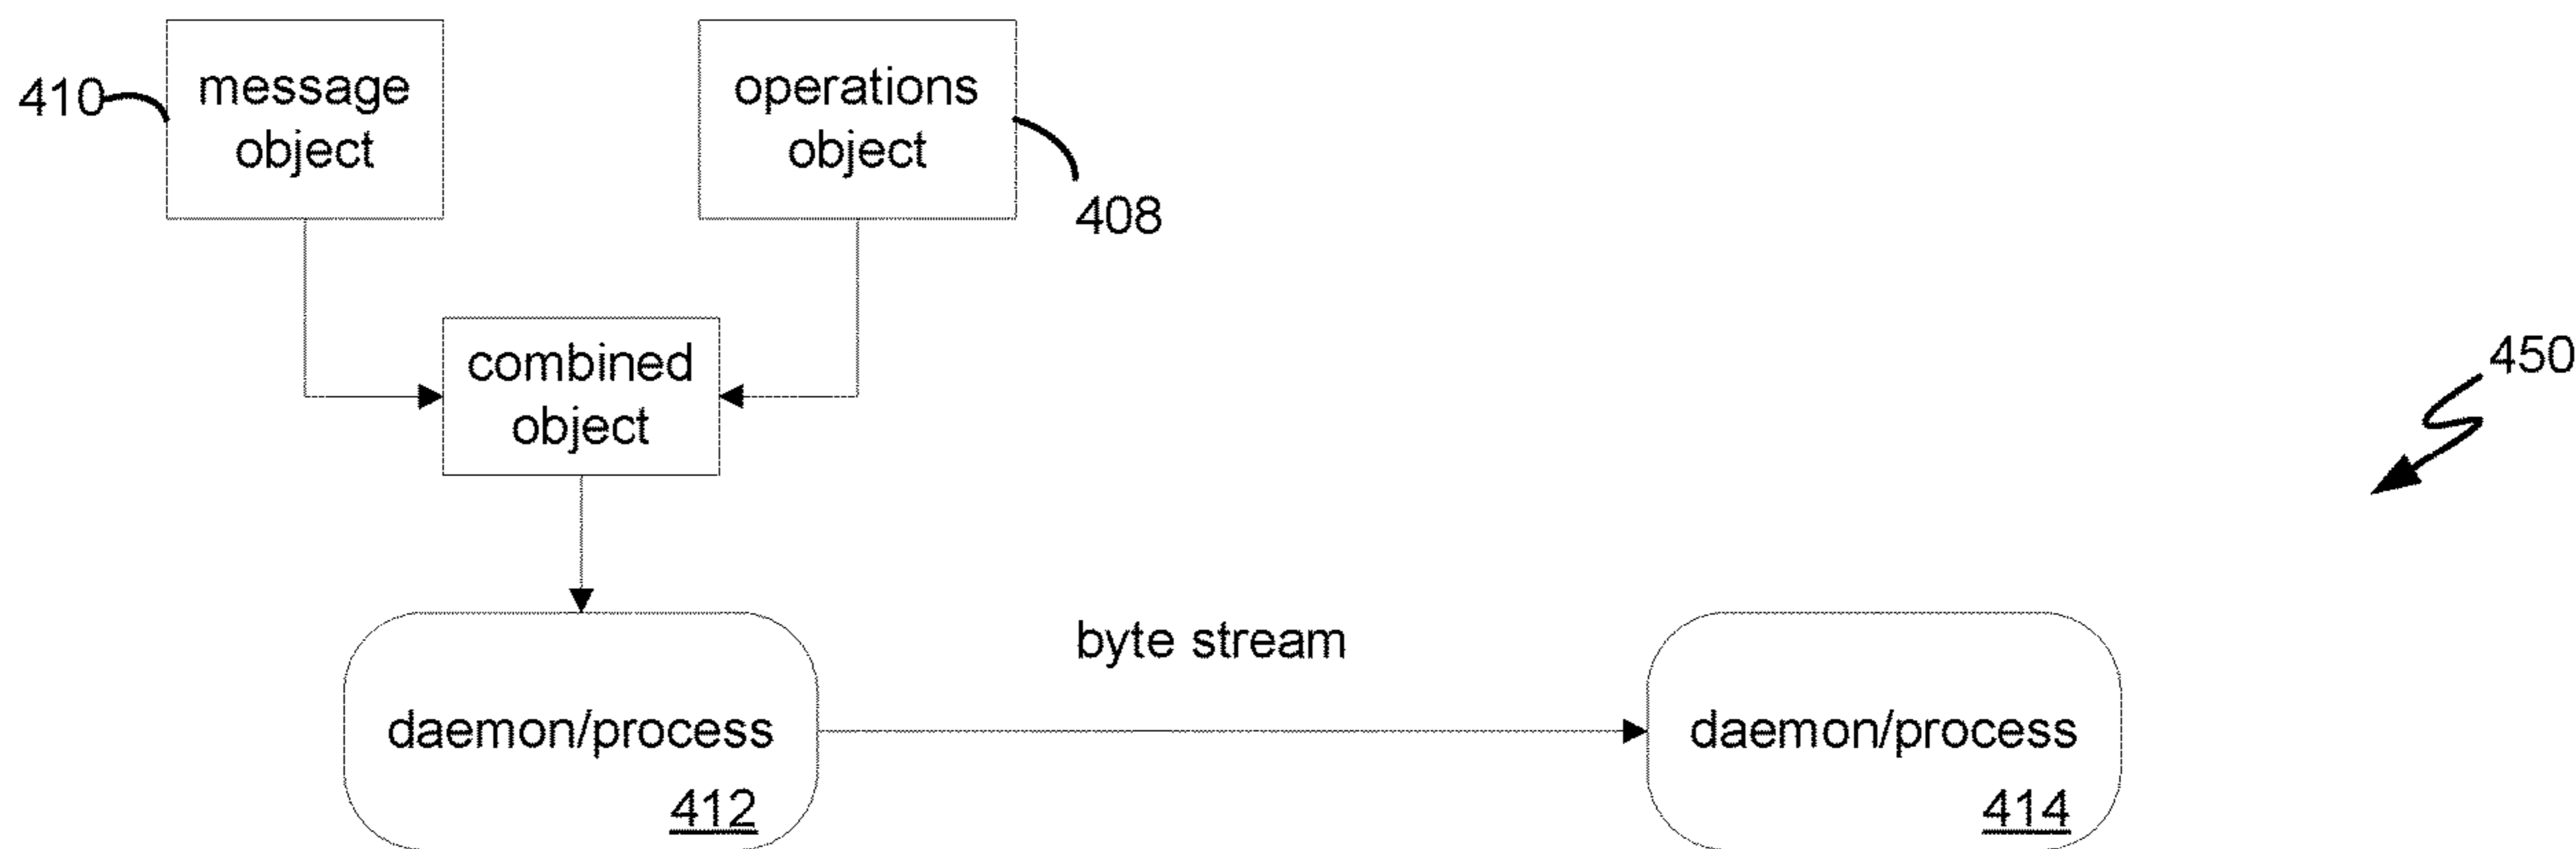 410
message
object
operations
object
408
combined
object
450
byte stream
daemon/process
412
daemon/process
414